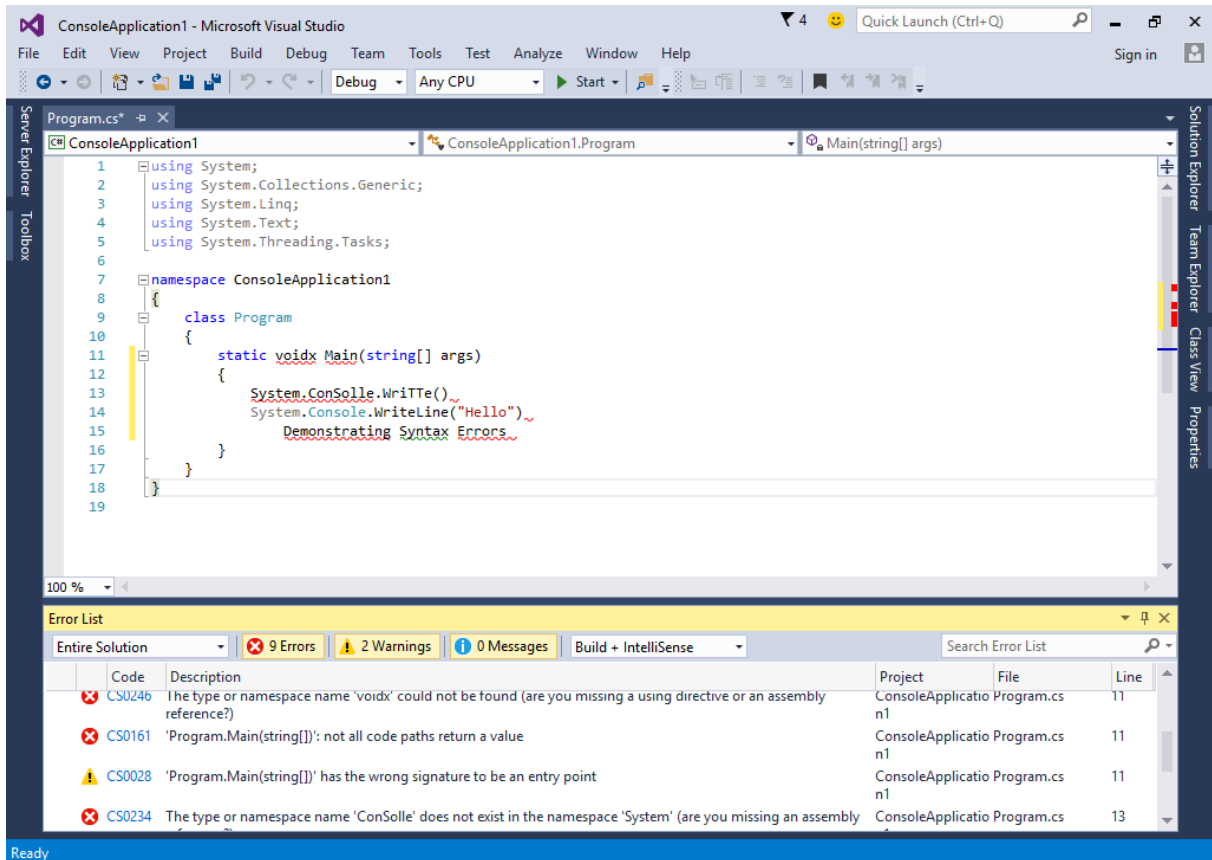 ConsoleApplication1 - Microsoft Visual Studio
4
Quick Launch (Ctrl+Q)
File Edit View Project Build Debug Team Tools Test Analyze Window Help
Sign in
Debug
Any CPU
Start
Server Explorer
Toolbox
Program.cs*
C# ConsoleApplication1
ConsoleApplication1.Program
Main(string[] args)
1 using System;
2 using System.Collections.Generic;
3 using System.Linq;
4 using System.Text;
5 using System.Threading.Tasks;
6
7 namespace ConsoleApplication1
8 {
9 class Program
10 {
11 static voidx Main(string[] args)
12 {
13 System.ConSolle.WriTTe()
14 System.Console.WriteLine("Hello")
15 Demonstrating Syntax Errors
16 }
17 }
18 }
19
Solution Explorer
Team Explorer
Class View
Properties
100 %
Error List
Entire Solution
9 Errors
2 Warnings
0 Messages
Build + IntelliSense
Search Error List
Code Description Project File Line
CS0246 The type or namespace name 'voidx' could not be found (are you missing a using directive or an assembly ConsoleApplicatio Program.cs 11
reference?) n1
CS0161 'Program.Main(string[])': not all code paths return a value ConsoleApplicatio Program.cs 11
n1
CS0028 'Program.Main(string[])' has the wrong signature to be an entry point ConsoleApplicatio Program.cs 11
n1
CS0234 The type or namespace name 'ConSolle' does not exist in the namespace 'System' (are you missing an assembly ConsoleApplicatio Program.cs 13
Ready